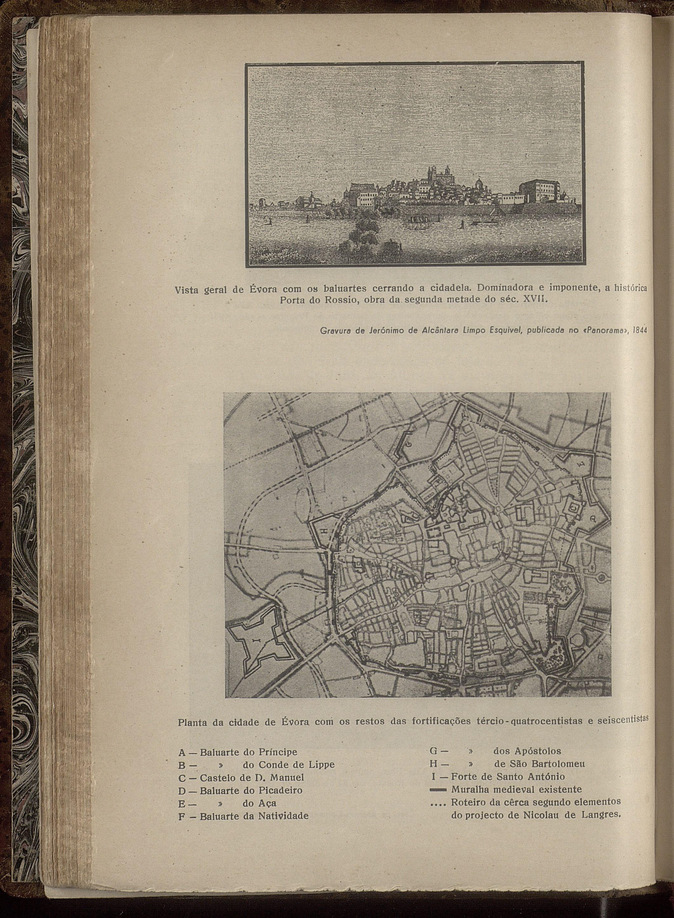 Vista geral de Évora com os baluartes cerrando a cidadela. Dominadora e imponente, a histórica
Porta do Rossio, obra da segunda metade do séc. XVII.
Gravura de Jerónimo de Alcântara Limpo Esquivel, publicada no «Panorama», 1844
Planta da cidade de Évora com os restos das fortificações tércio-quatrocentistas e seiscentistas
A — Baluarte do Príncipe
B — » do Conde de Lippe
C — Castelo de D. Manuel
D — Baluarte do Picadeiro
E — » do Aça
F — Baluarte da Natividade
G — » dos Apóstolos
H — » de São Bartolomeu
I — Forte de Santo António
Muralha medieval existente
.... Roteiro da cêrca segundo elementos
do projecto de Nicolau de Langres.